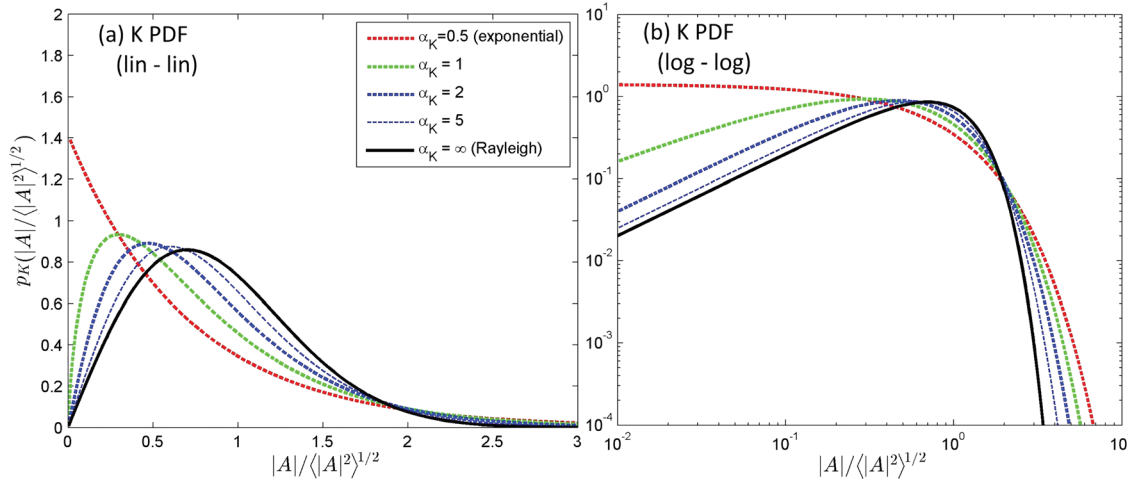 (a) K PDF
(lin - lin)
α_K=0.5 (exponential)
α_K = 1
α_K = 2
α_K = 5
α_K = ∞ (Rayleigh)
2
1.8
1.6
1.4
1.2
1
0.8
0.6
0.4
0.2
0
p_K(|A|/⟨|A|²⟩^{1/2})
0 0.5 1 1.5 2 2.5 3
|A|/⟨|A|²⟩^{1/2}
(b) K PDF
(log - log)
10^1
10^0
10^-1
10^-2
10^-3
10^-4
10^-2 10^-1 10^0 10
|A|/⟨|A|²⟩^{1/2}